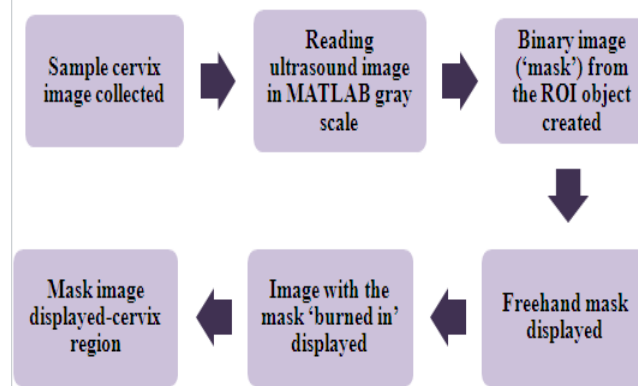 Sample cervix
image collected
Reading
ultrasound image
in MATLAB gray
scale
Binary image
(‘mask’) from
the ROI object
created
Freehand mask
displayed
Image with the
mask ‘burned in’
displayed
Mask image
displayed-cervix
region